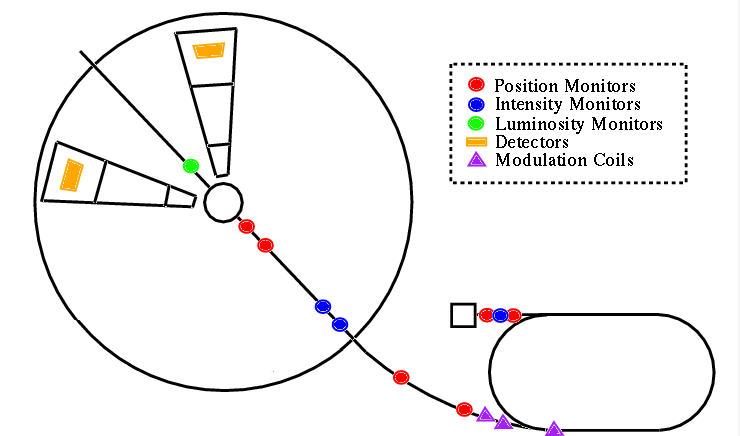 Position Monitors
Intensity Monitors
Luminosity Monitors
Detectors
Modulation Coils